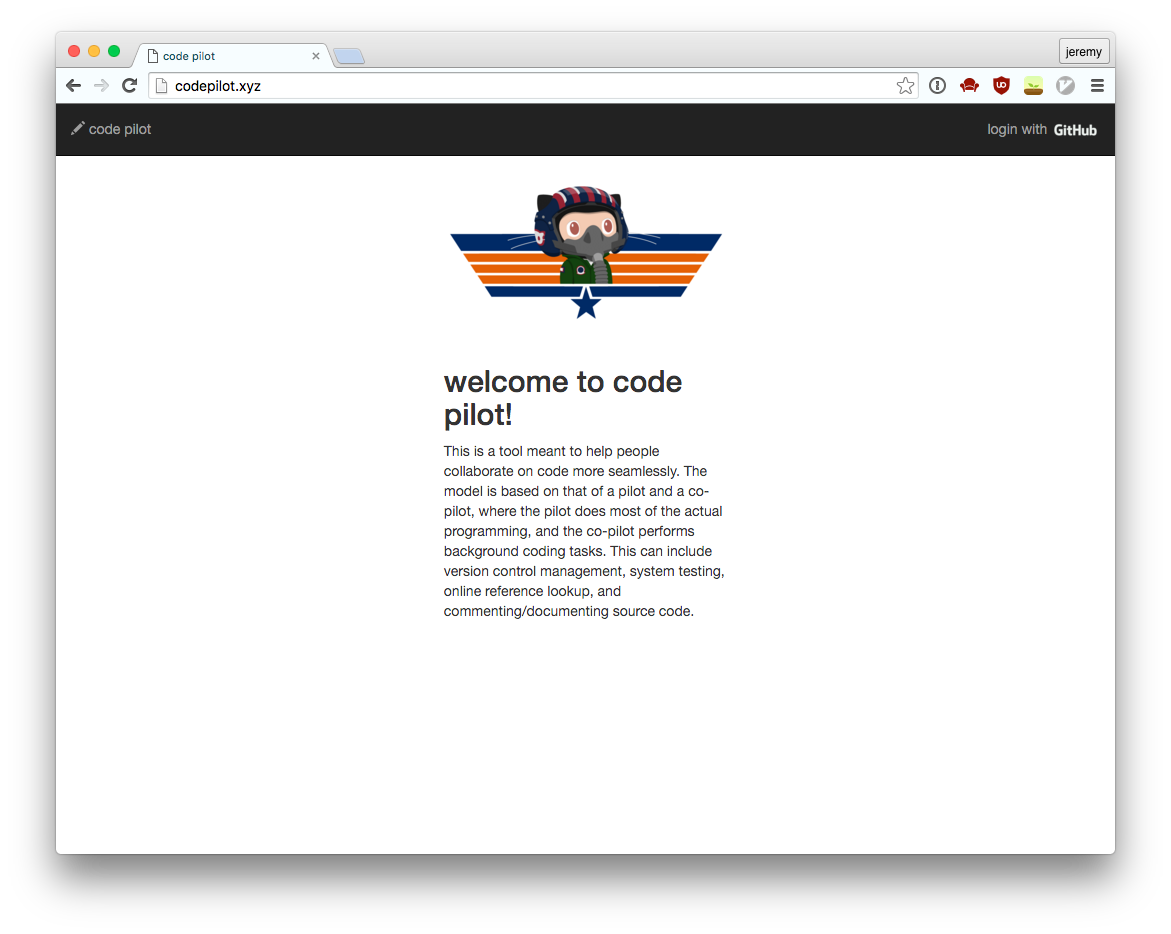 code pilot
jeremy
codepilot.xyz
code pilot
login with GitHub
welcome to code
pilot!
This is a tool meant to help people
collaborate on code more seamlessly. The
model is based on that of a pilot and a co-
pilot, where the pilot does most of the actual
programming, and the co-pilot performs
background coding tasks. This can include
version control management, system testing,
online reference lookup, and
commenting/documenting source code.